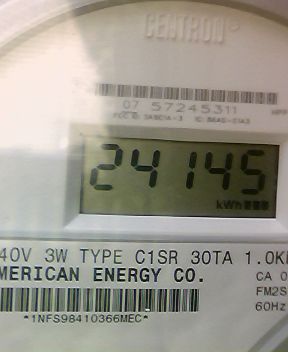 CENTRON
07 57245311
24145
kWh
40V 3W TYPE C1SR 30TA 1.0K
MERICAN ENERGY CO.
CA 0
FM2S
60Hz
*1NFS98410366MEC*